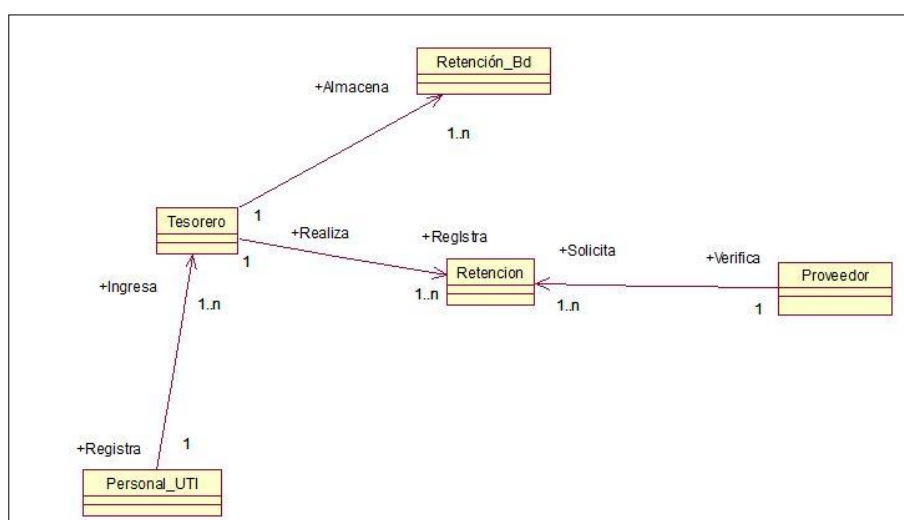 Retención_Bd
+Almacena
1..n
Tesorero
1
+Realiza
+Registra
+Solicita
+Verifica
1
Retencion
Proveedor
+Ingresa
1..n
1..n
1..n
1
+Registra
1
Personal_UTI